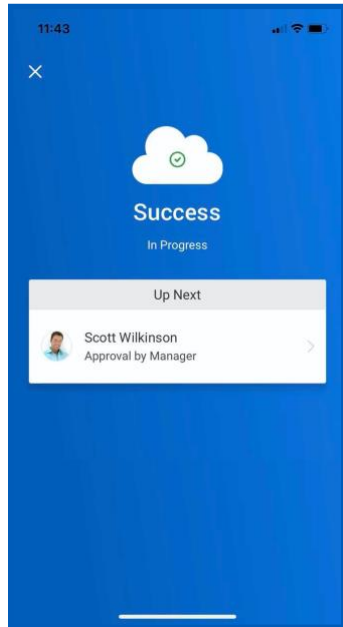 11:43
Success
In Progress
Up Next
Scott Wilkinson
Approval by Manager